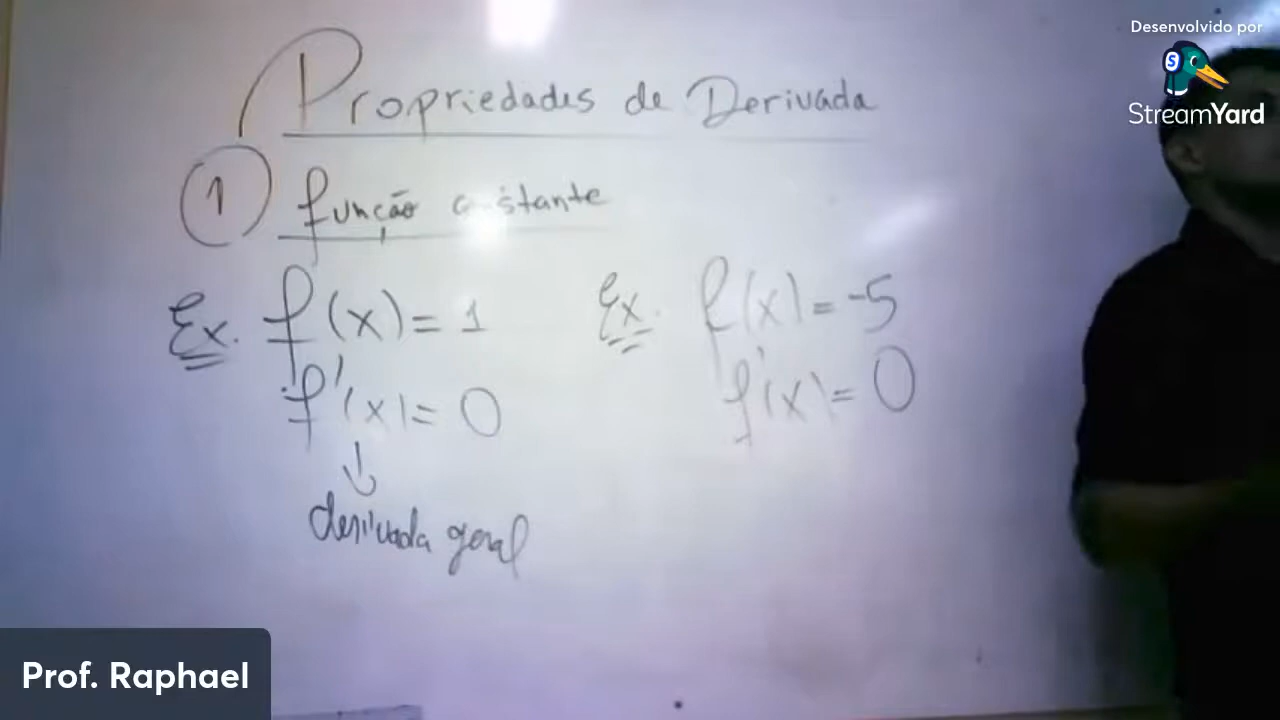 Desenvolvido por
StreamYard
Propriedades de Derivada
1 função constante
Ex. f(x) = 1
f'(x) = 0
derivada geral
Ex. f(x) = -5
f'(x) = 0
Prof. Raphael